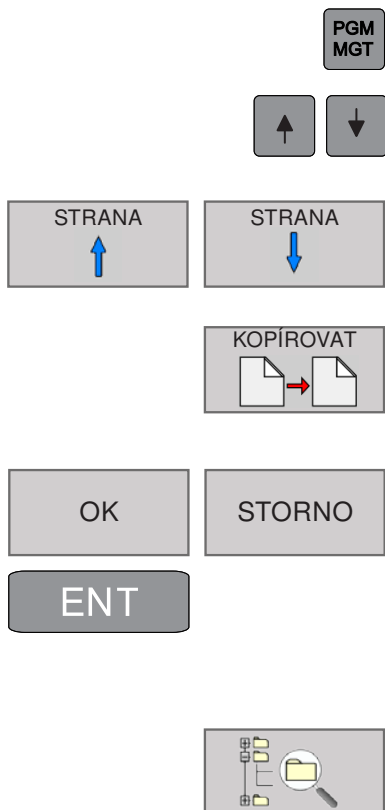 PGM
MGT
STRANA STRANA
KOPÍROVAT
OK STORNO
ENT